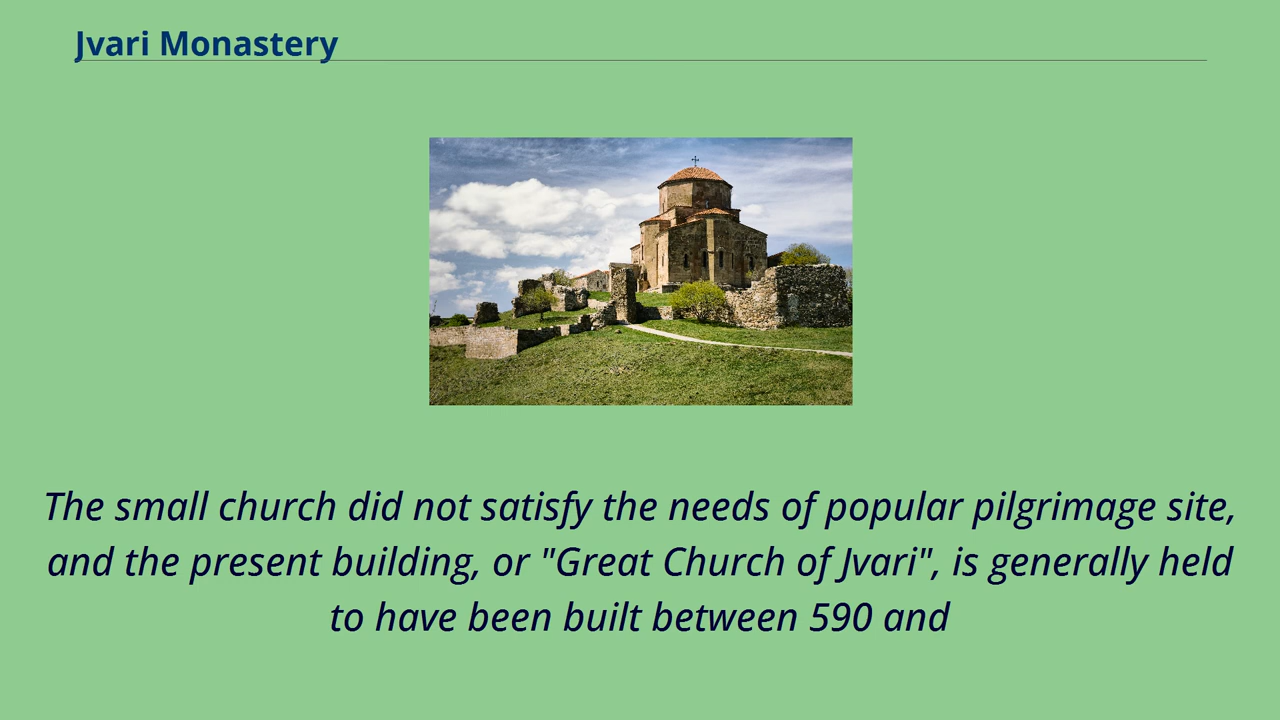 Jvari Monastery
The small church did not satisfy the needs of popular pilgrimage site,
and the present building, or "Great Church of Jvari", is generally held
to have been built between 590 and